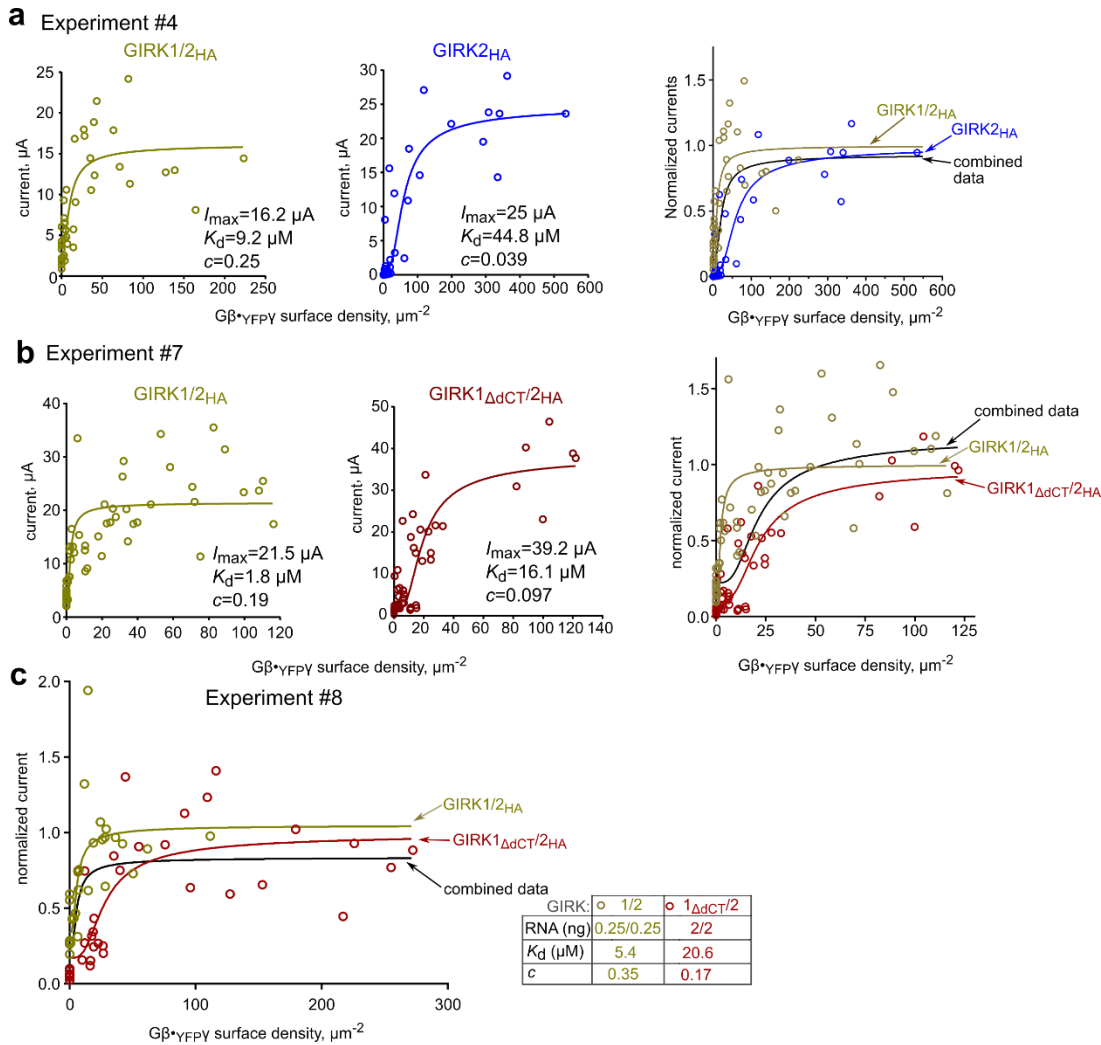 a Experiment #4
GIRK1/2HA
25
20
15
10
5
0
current, µA
0 50 100 150 200 250
Imax=16.2 µA
Kd=9.2 µM
c=0.25
GIRK2HA
30
25
20
15
10
5
0
current, µA
0 100 200 300 400 500 600
Imax=25 µA
Kd=44.8 µM
c=0.039
Gβ•YFPγ surface density, µm-2
1.5
1.0
0.5
0.0
Normalized currents
GIRK1/2HA
GIRK2HA
combined
data
0 100 200 300 400 500 600
Gβ•YFPγ surface density, µm-2
b Experiment #7
GIRK1/2HA
40
30
20
10
0
current, µA
0 20 40 60 80 100 120
Imax=21.5 µA
Kd=1.8 µM
c=0.19
GIRK1ΔdCT/2HA
50
40
30
20
10
0
current, µA
0 20 40 60 80 100 120 140
Imax=39.2 µA
Kd=16.1 µM
c=0.097
Gβ•YFPγ surface density, µm-2
1.5
1.0
0.5
0.0
normalized current
combined data
GIRK1/2HA
GIRK1ΔdCT/2HA
0 25 50 75 100 125
Gβ•YFPγ surface density, µm-2
c Experiment #8
2.0
1.5
1.0
0.5
0.0
normalized current
GIRK1/2HA
GIRK1ΔdCT/2HA
combined data
0 100 200 300
Gβ•YFPγ surface density, µm-2
GIRK: 1/2 1ΔdCT/2
RNA (ng) 0.25/0.25 2/2
Kd (µM) 5.4 20.6
c 0.35 0.17